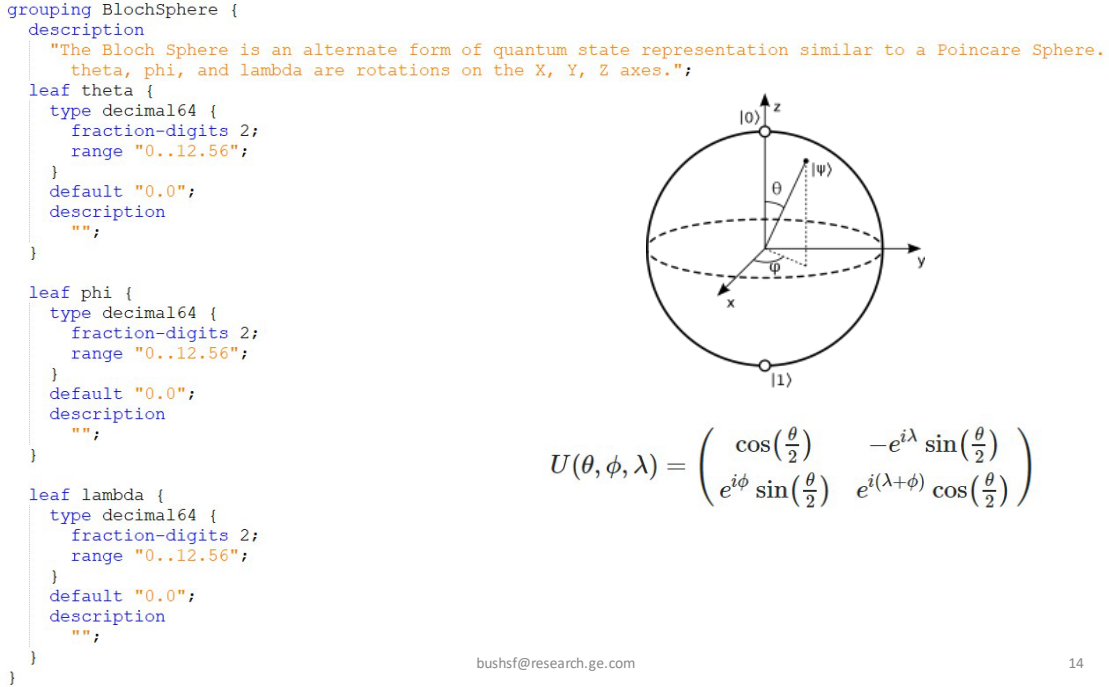 grouping BlochSphere {
description
"The Bloch Sphere is an alternate form of quantum state representation similar to a Poincare Sphere.
theta, phi, and lambda are rotations on the X, Y, Z axes.";
leaf theta {
type decimal64 {
fraction-digits 2;
range "0..12.56";
}
default "0.0";
description
"";
}
leaf phi {
type decimal64 {
fraction-digits 2;
range "0..12.56";
}
default "0.0";
description
"";
}
leaf lambda {
type decimal64 {
fraction-digits 2;
range "0..12.56";
}
default "0.0";
description
"";
}
}
z
|0⟩
|ψ⟩
θ
φ
y
x
|1⟩
U(θ, ϕ, λ) = ( cos(θ/2) −e^{iλ} sin(θ/2)
e^{iϕ} sin(θ/2) e^{i(λ+ϕ)} cos(θ/2) )
bushsf@research.ge.com
14